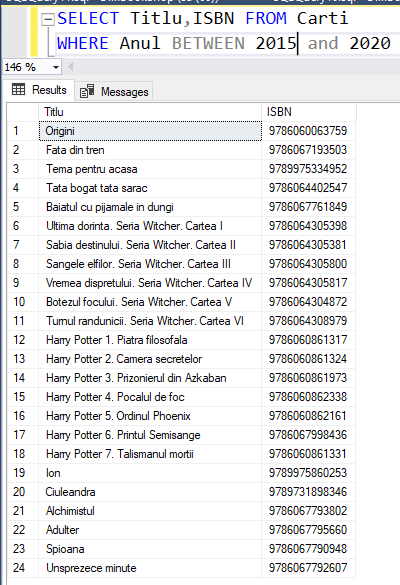 SELECT Titlu,ISBN FROM Carti
WHERE Anul BETWEEN 2015 and 2020
146 %
Results Messages
Titlu ISBN
1 Origini 9786060063759
2 Fata din tren 9786067193503
3 Tema pentru acasa 9789975334952
4 Tata bogat tata sarac 9786064402547
5 Baiatul cu pijamale in dungi 9786067761849
6 Ultima dorinta. Seria Witcher. Cartea I 9786064305398
7 Sabia destinului. Seria Witcher. Cartea II 9786064305381
8 Sangele elfilor. Seria Witcher. Cartea III 9786064305800
9 Vremea dispretului. Seria Witcher. Cartea IV 9786064305817
10 Botezul focului. Seria Witcher. Cartea V 9786064304872
11 Turnul randunicii. Seria Witcher. Cartea VI 9786064308979
12 Harry Potter 1. Piatra filosofala 9786060861317
13 Harry Potter 2. Camera secretelor 9786060861324
14 Harry Potter 3. Prizonierul din Azkaban 9786060861973
15 Harry Potter 4. Pocalul de foc 9786060862338
16 Harry Potter 5. Ordinul Phoenix 9786060862161
17 Harry Potter 6. Printul Semisange 9786067998436
18 Harry Potter 7. Talismanul mortii 9786060861331
19 Ion 9789975860253
20 Ciuleandra 9789731898346
21 Alchimistul 9786067793802
22 Adulter 9786067795660
23 Spioana 9786067790948
24 Unsprezece minute 9786067792607